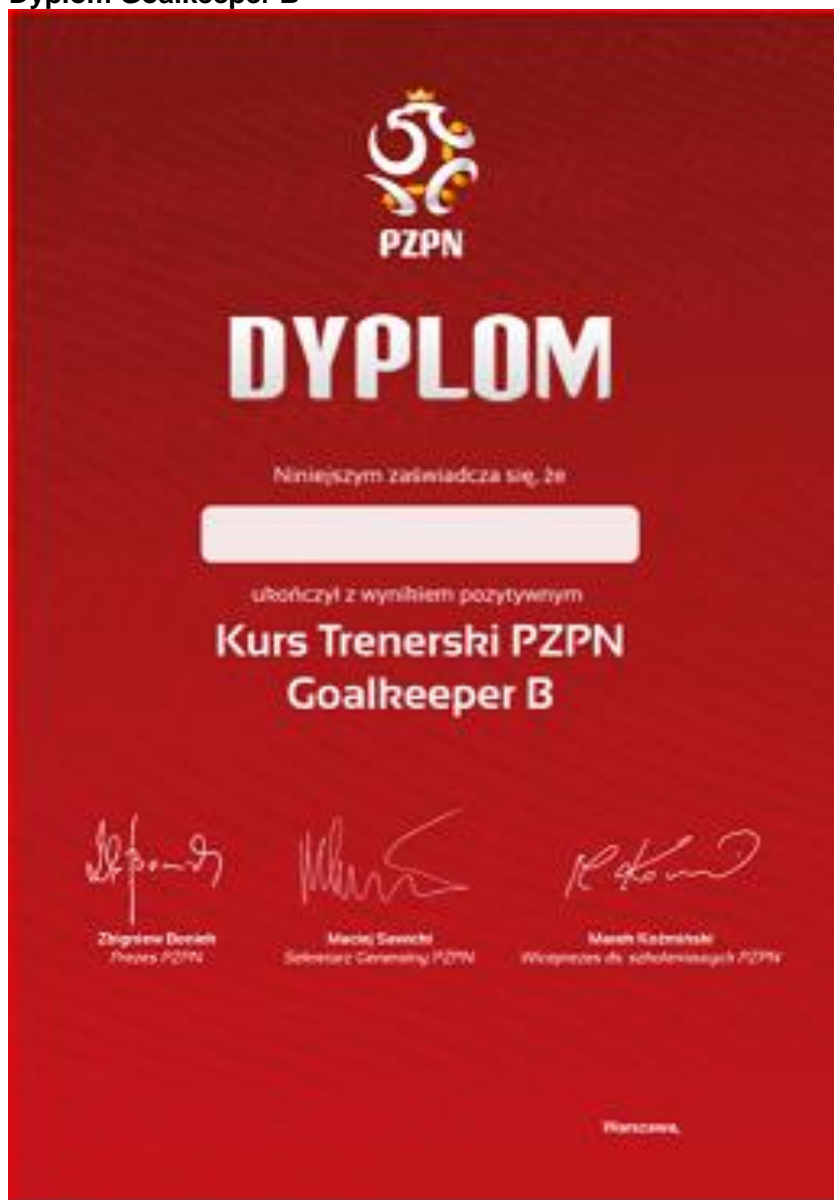 Dyplom Goalkeeper B
PZPN
DYPLOM
Niniejszym zaświadcza się, że
ukończył z wynikiem pozytywnym
Kurs Trenerski PZPN
Goalkeeper B
Zbigniew Boniek
Maciej Sawicki
Marek Koźmiński
Prezes PZPN
Sekretarz Generalny PZPN
Wiceprezes ds. szkoleniowych PZPN
Warszawa,